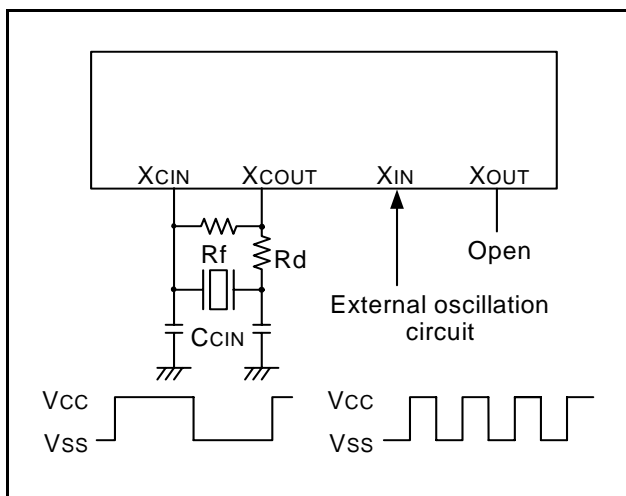 XCIN XCOUT XIN XOUT
Rf
Rd
Open
External oscillation
circuit
CCIN
VCC
VSS
VCC
VSS